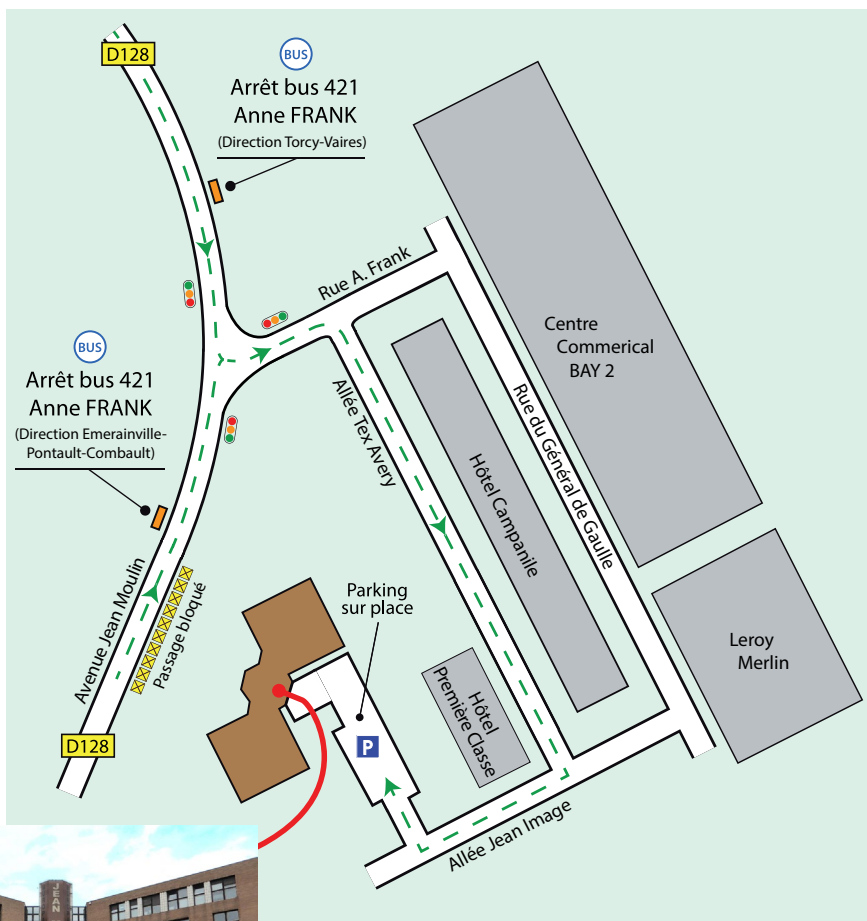 D128
BUS
Arrêt bus 421
Anne FRANK
(Direction Torcy-Vaires)
Rue A. Frank
Centre
Commerical
BAY 2
BUS
Arrêt bus 421
Anne FRANK
(Direction Emerainville-
Pontault-Combault)
Allée Tex Avery
Rue du Général de Gaulle
Hôtel Campanile
Avenue Jean Moulin
Passage bloqué
Parking
sur place
Leroy
Merlin
Hôtel
Première Classe
D128
P
Allée Jean Image
JEAN